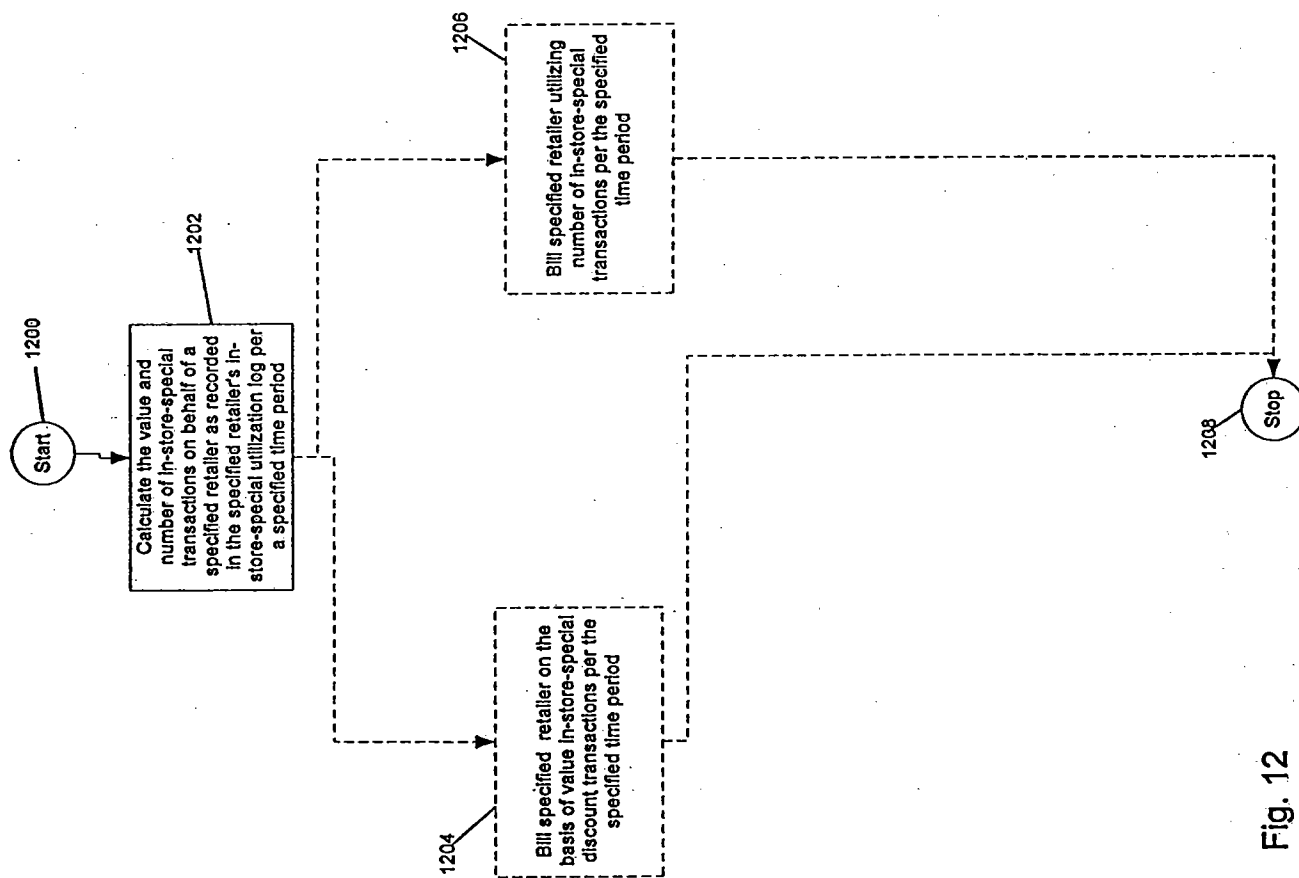 1200
Start
1202
Calculate the value and
number of in-store-special
transactions on behalf of a
specified retailer as recorded
in the specified retailer's in-
store-special utilization log per
a specified time period
1204
Bill specified retailer on the
basis of value in-store-special
discount transactions per the
specified time period
1206
Bill specified retailer utilizing
number of in-store-special
transactions per the specified
time period
1208
Stop
Fig. 12